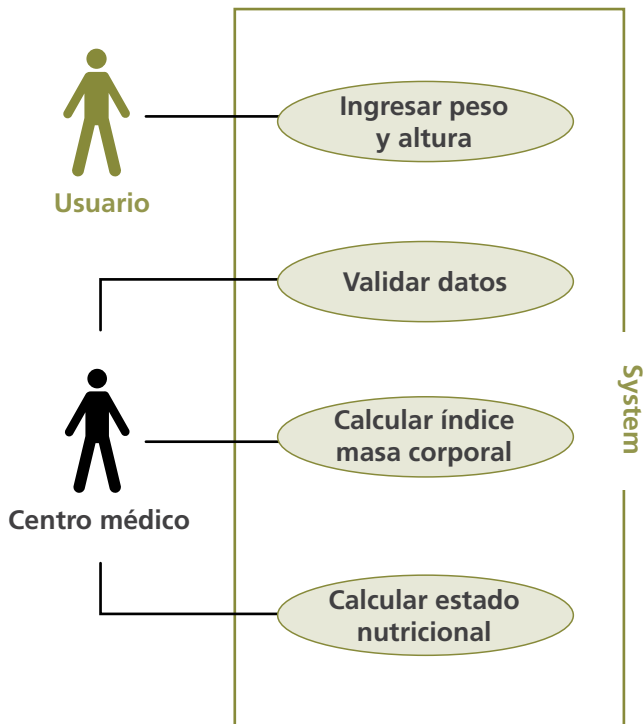 Ingresar peso
y altura
Usuario
Validar datos
System
Calcular índice
masa corporal
Centro médico
Calcular estado
nutricional